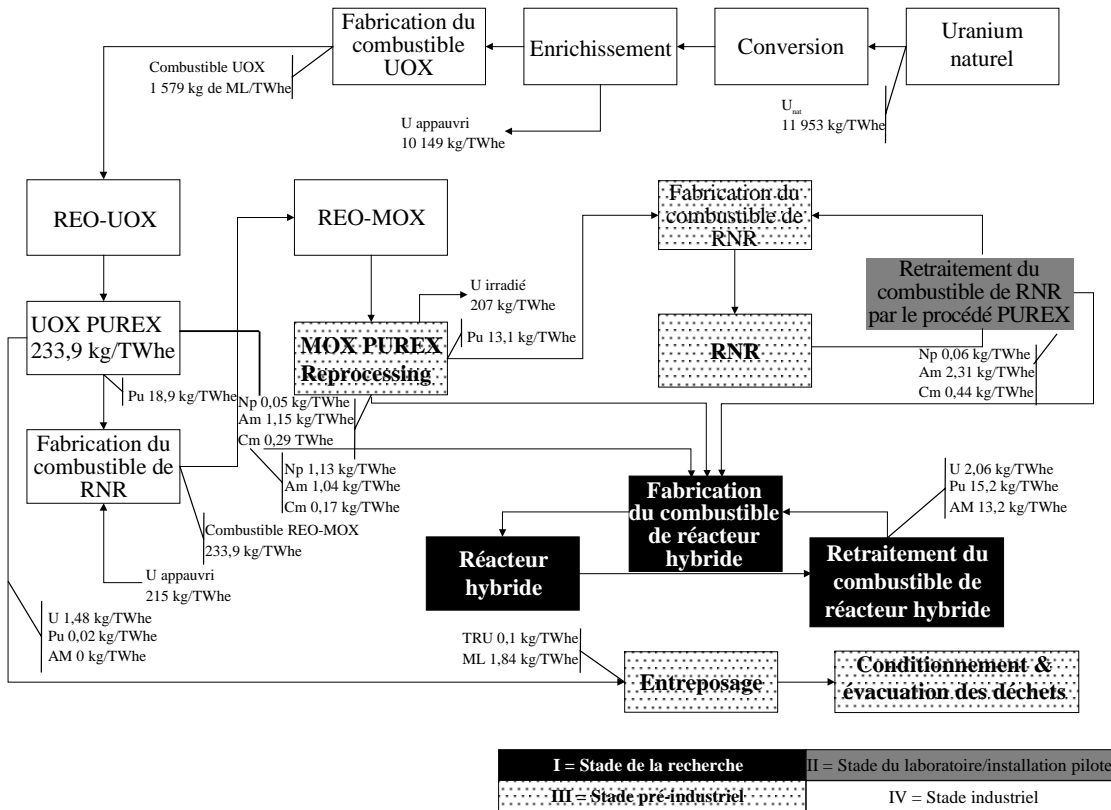 Fabrication du
combustible
UOX
Enrichissement
Conversion
Uranium
naturel
Combustible UOX
1 579 kg de ML/TWhe
U appauvri
10 149 kg/TWhe
Unat
11 953 kg/TWhe
REO-UOX
REO-MOX
Fabrication du
combustible de
RNR
Retraitement du
combustible de RNR
par le procédé PUREX
U irradié
207 kg/TWhe
UOX PUREX
233,9 kg/TWhe
MOX PUREX
Reprocessing
Pu 13,1 kg/TWhe
RNR
Np 0,06 kg/TWhe
Am 2,31 kg/TWhe
Cm 0,44 kg/TWhe
Pu 18,9 kg/TWhe
Np 0,05 kg/TWhe
Am 1,15 kg/TWhe
Cm 0,29 TWhe
Fabrication du
combustible de
RNR
Np 1,13 kg/TWhe
Am 1,04 kg/TWhe
Cm 0,17 kg/TWhe
Combustible REO-MOX
233,9 kg/TWhe
Fabrication
du combustible
de réacteur
hybride
U 2,06 kg/TWhe
Pu 15,2 kg/TWhe
AM 13,2 kg/TWhe
Réacteur
hybride
Retraitement du
combustible de
réacteur hybride
U appauvri
215 kg/TWhe
U 1,48 kg/TWhe
Pu 0,02 kg/TWhe
AM 0 kg/TWhe
TRU 0,1 kg/TWhe
ML 1,84 kg/TWhe
Entreposage
Conditionnement &
évacuation des déchets
I = Stade de la recherche
II = Stade du laboratoire/installation pilote
III = Stade pré-industriel
IV = Stade industriel